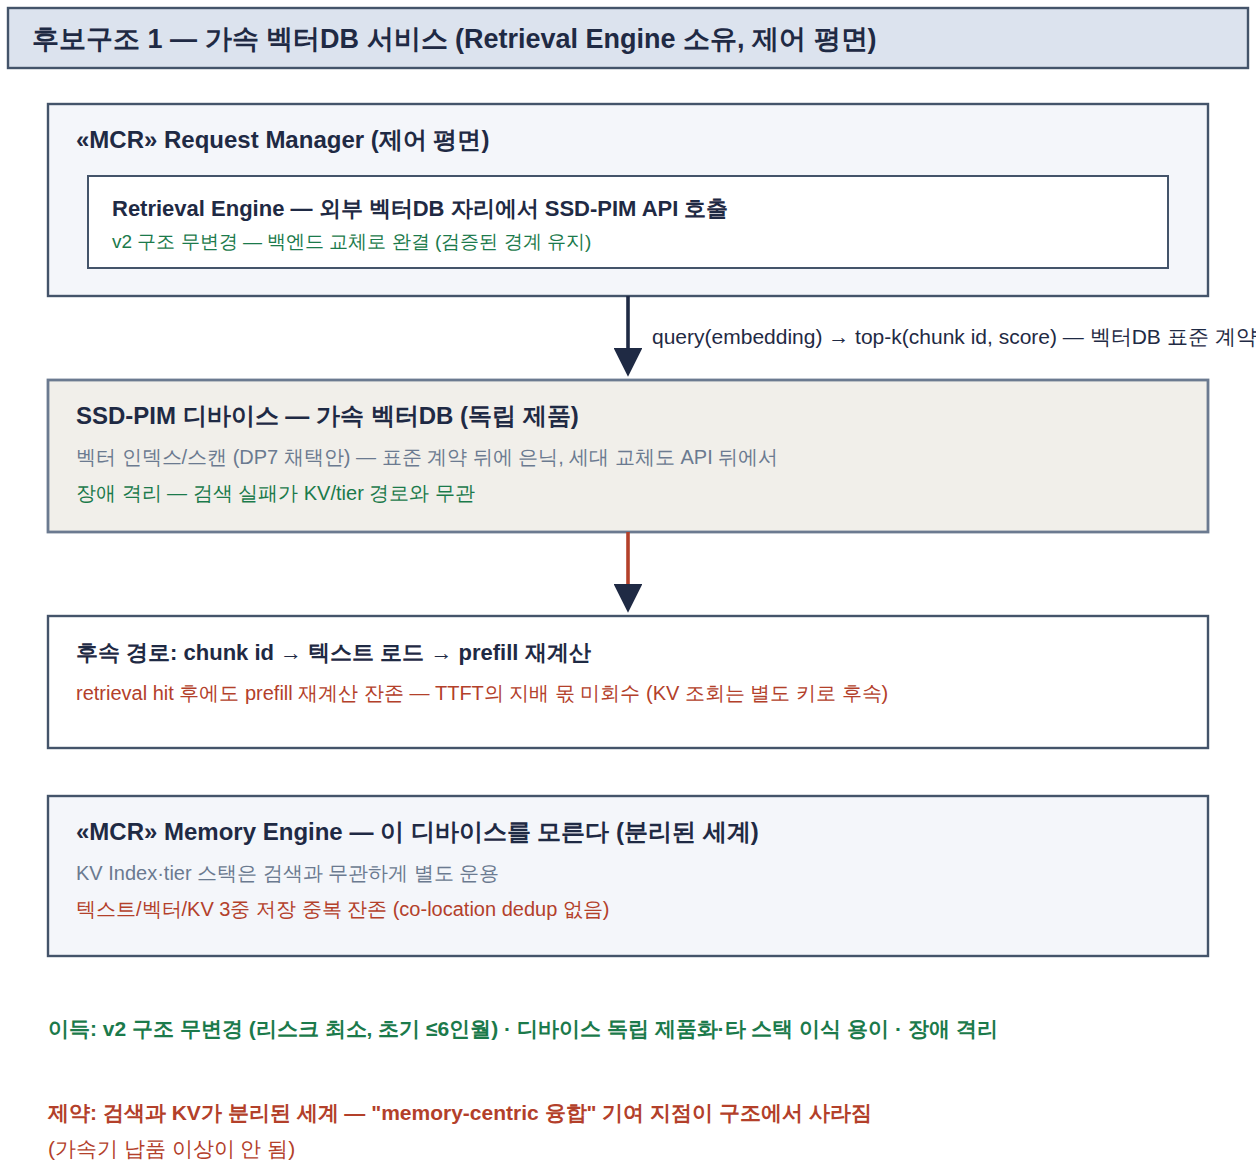 후보구조 1 — 가속 벡터DB 서비스 (Retrieval Engine 소유, 제어 평면)
«MCR» Request Manager (제어 평면)
Retrieval Engine — 외부 벡터DB 자리에서 SSD-PIM API 호출
v2 구조 무변경 — 백엔드 교체로 완결 (검증된 경계 유지)
query(embedding) → top-k(chunk id, score) — 벡터DB 표준 계약
SSD-PIM 디바이스 — 가속 벡터DB (독립 제품)
벡터 인덱스/스캔 (DP7 채택안) — 표준 계약 뒤에 은닉, 세대 교체도 API 뒤에서
장애 격리 — 검색 실패가 KV/tier 경로와 무관
후속 경로: chunk id → 텍스트 로드 → prefill 재계산
retrieval hit 후에도 prefill 재계산 잔존 — TTFT의 지배 몫 미회수 (KV 조회는 별도 키로 후속)
«MCR» Memory Engine — 이 디바이스를 모른다 (분리된 세계)
KV Index·tier 스택은 검색과 무관하게 별도 운용
텍스트/벡터/KV 3중 저장 중복 잔존 (co-location dedup 없음)
이득: v2 구조 무변경 (리스크 최소, 초기 ≤6인월) · 디바이스 독립 제품화·타 스택 이식 용이 · 장애 격리
제약: 검색과 KV가 분리된 세계 — "memory-centric 융합" 기여 지점이 구조에서 사라짐
(가속기 납품 이상이 안 됨)